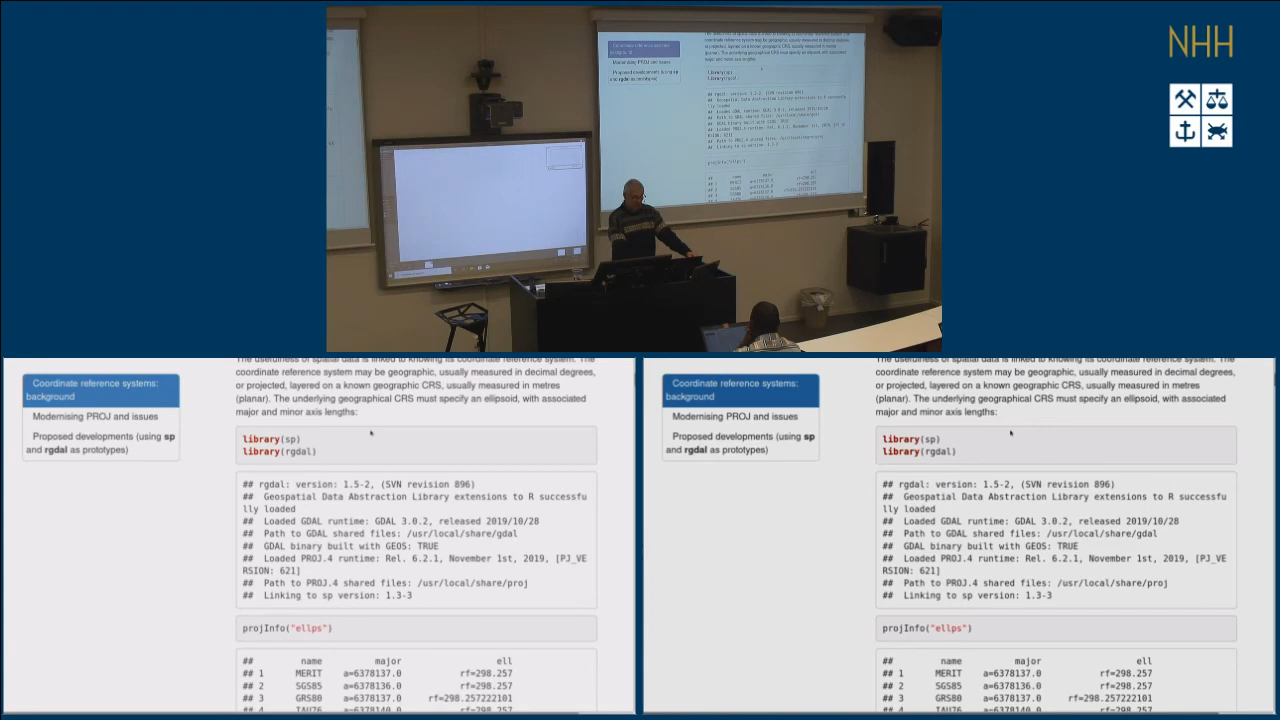 NHH
The usefulness of spatial data is linked to knowing its coordinate reference system. The
coordinate reference system may be geographic, usually measured in decimal degrees,
or projected, layered on a known geographic CRS, usually measured in metres
(planar). The underlying geographical CRS must specify an ellipsoid, with associated
major and minor axis lengths:
Coordinate reference systems:
background
Modernising PROJ and issues
Proposed developments (using sp
and rgdal as prototypes)
library(sp)
library(rgdal)
## rgdal: version: 1.5-2, (SVN revision 896)
##  Geospatial Data Abstraction Library extensions to R successfu
lly loaded
##  Loaded GDAL runtime: GDAL 3.0.2, released 2019/10/28
##  Path to GDAL shared files: /usr/local/share/gdal
##  GDAL binary built with GEOS: TRUE
##  Loaded PROJ.4 runtime: Rel. 6.2.1, November 1st, 2019, [PJ_VE
RSION: 621]
##  Path to PROJ.4 shared files: /usr/local/share/proj
##  Linking to sp version: 1.3-3
projInfo("ellps")
## name major ell
## 1 MERIT a=6378137.0 rf=298.257
## 2 SGS85 a=6378136.0 rf=298.257
## 3 GRS80 a=6378137.0 rf=298.257222101
## 4 IAU76 a=6378140.0 rf=298.257
The usefulness of spatial data is linked to knowing its coordinate reference system. The
coordinate reference system may be geographic, usually measured in decimal degrees,
or projected, layered on a known geographic CRS, usually measured in metres
(planar). The underlying geographical CRS must specify an ellipsoid, with associated
major and minor axis lengths:
Coordinate reference systems:
background
Modernising PROJ and issues
Proposed developments (using sp
and rgdal as prototypes)
library(sp)
library(rgdal)
## rgdal: version: 1.5-2, (SVN revision 896)
##  Geospatial Data Abstraction Library extensions to R successfu
lly loaded
##  Loaded GDAL runtime: GDAL 3.0.2, released 2019/10/28
##  Path to GDAL shared files: /usr/local/share/gdal
##  GDAL binary built with GEOS: TRUE
##  Loaded PROJ.4 runtime: Rel. 6.2.1, November 1st, 2019, [PJ_VE
RSION: 621]
##  Path to PROJ.4 shared files: /usr/local/share/proj
##  Linking to sp version: 1.3-3
projInfo("ellps")
## name major ell
## 1 MERIT a=6378137.0 rf=298.257
## 2 SGS85 a=6378136.0 rf=298.257
## 3 GRS80 a=6378137.0 rf=298.257222101
## 4 IAU76 a=6378140.0 rf=298.257